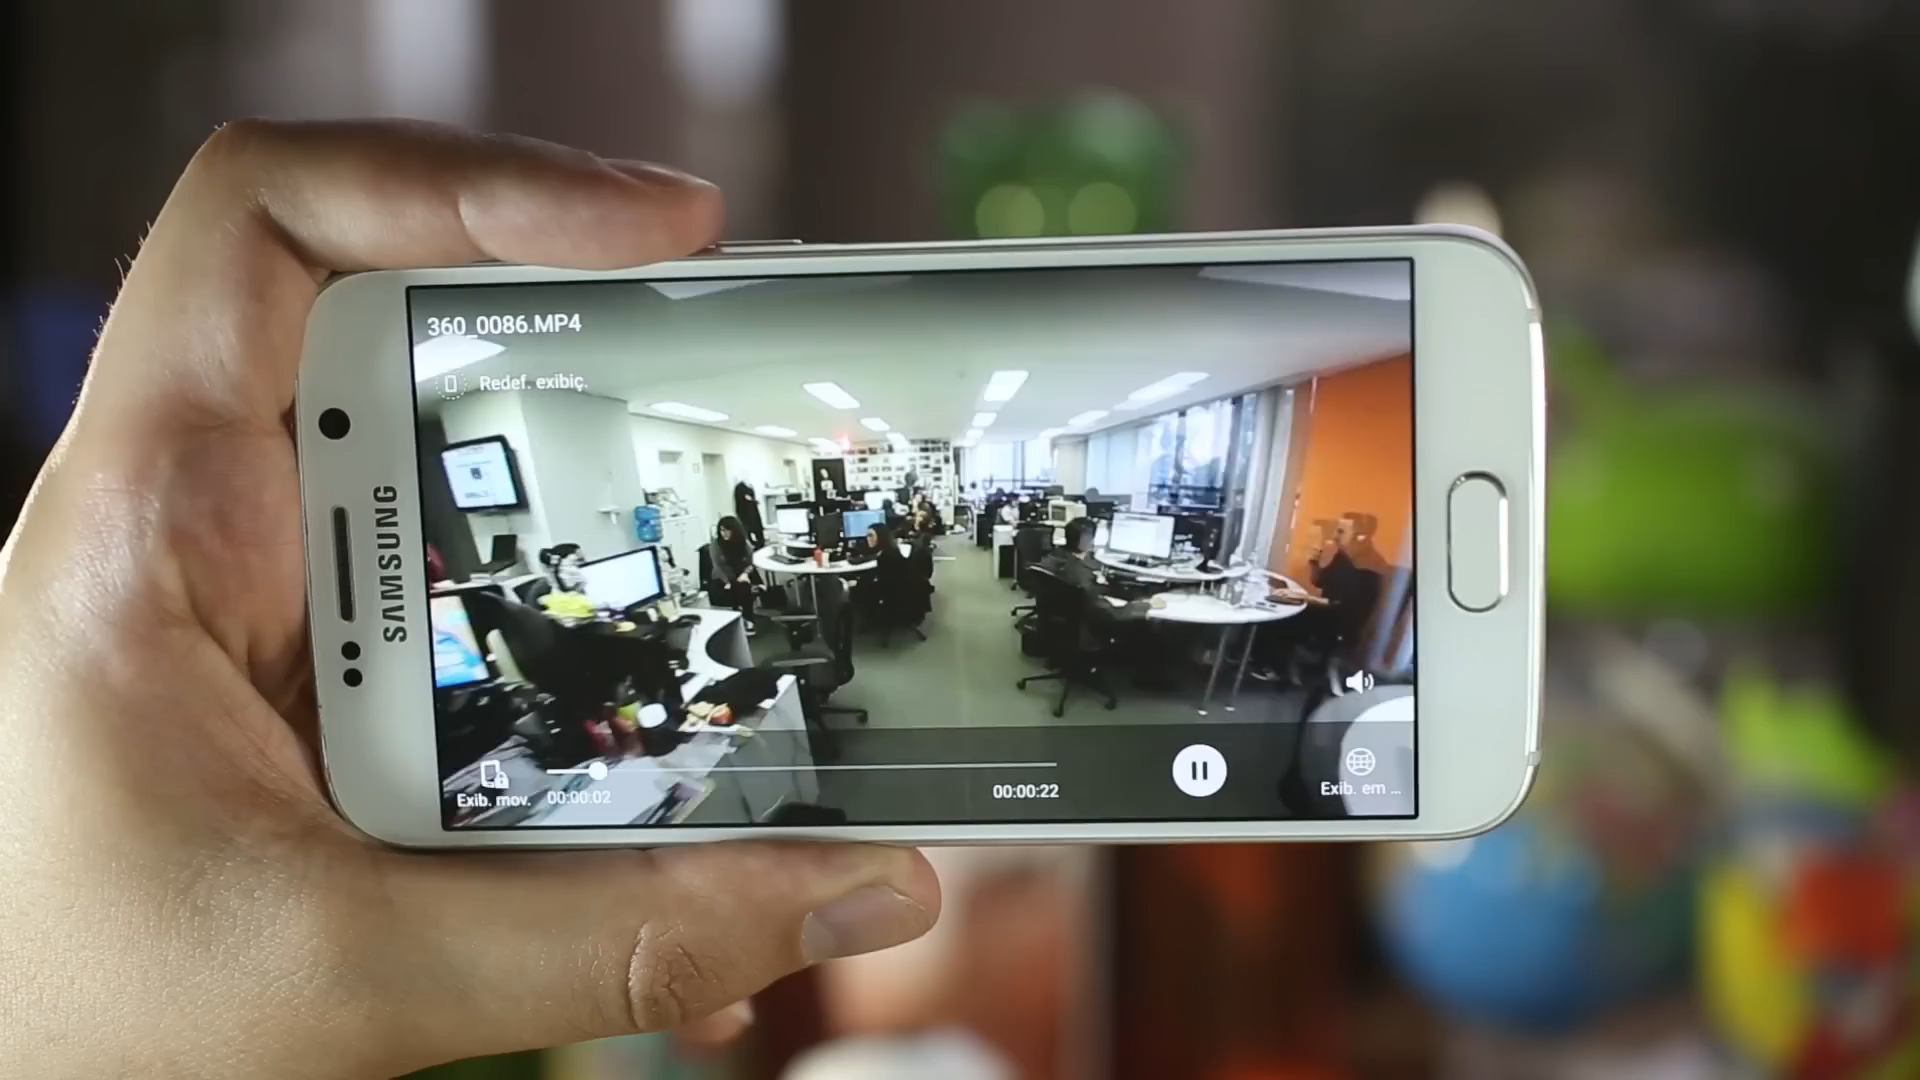 360_0086.MP4
Redef. exibiç.
SAMSUNG
Exib. mov.
00:00:02
00:00:22
Exib. em ...